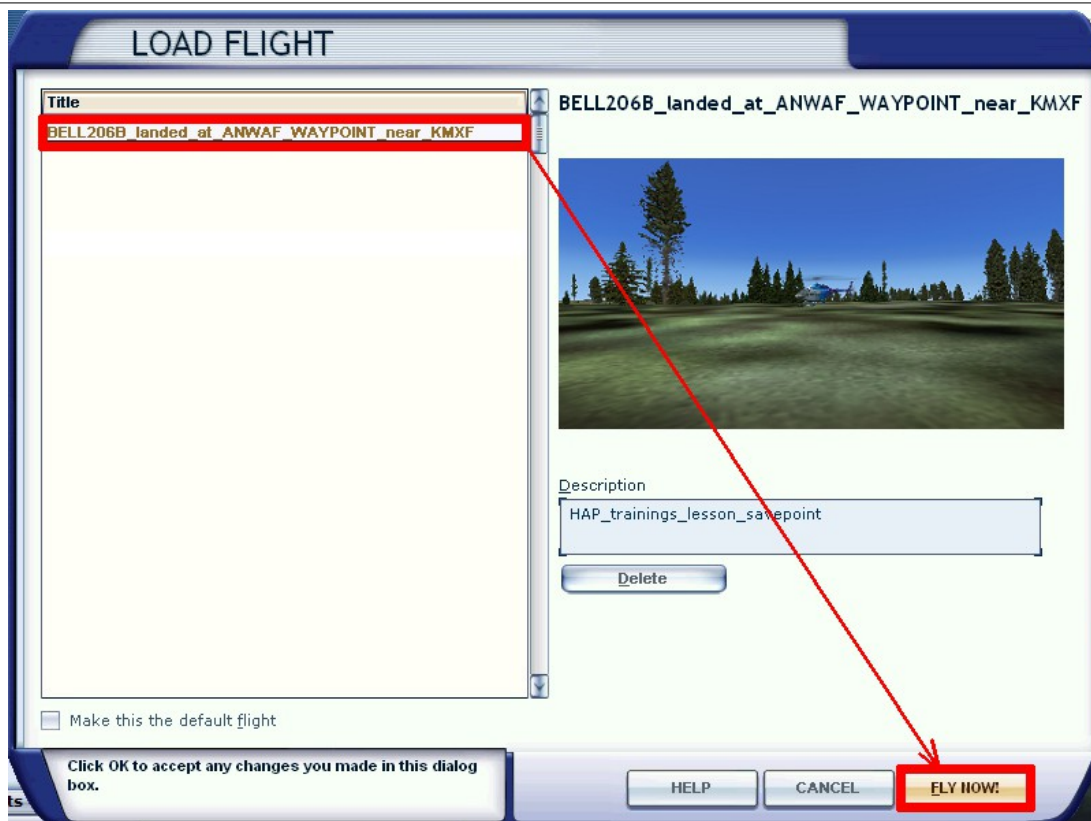 LOAD FLIGHT
Title
BELL206B_landed_at_ANWAF_WAYPOINT_near_KMXF
BELL206B_landed_at_ANWAF_WAYPOINT_near_KMXF
Description
HAP_trainings_lesson_savepoint
Delete
Make this the default flight
Click OK to accept any changes you made in this dialog
box.
ts
HELP
CANCEL
FLY NOW!